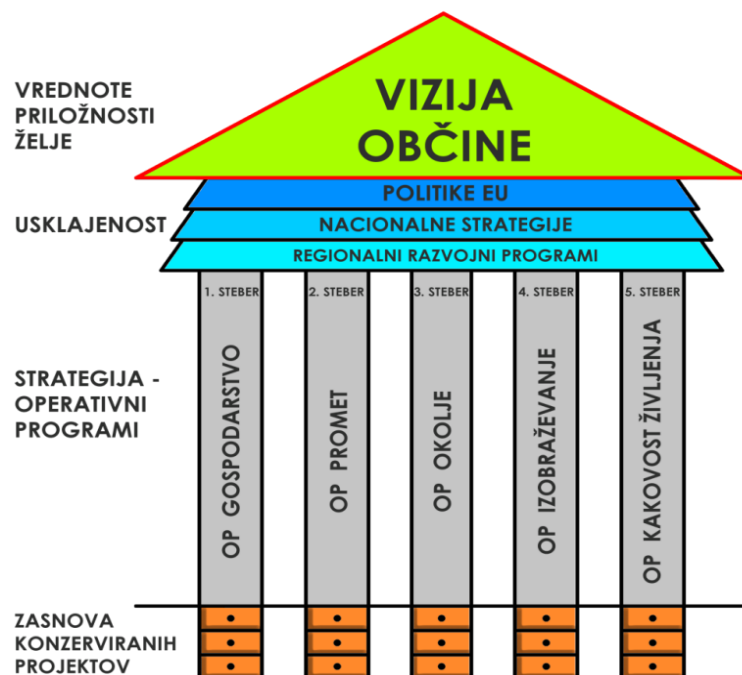 VREDNOTE
PRILOŽNOSTI
ŽELJE
VIZIJA
OBČINE
USKLAJENOST
POLITIKE EU
NACIONALNE STRATEGIJE
REGIONALNI RAZVOJNI PROGRAMI
STRATEGIJA -
OPERATIVNI
PROGRAMI
1. STEBER
OP GOSPODARSTVO
2. STEBER
OP PROMET
3. STEBER
OP OKOLJE
4. STEBER
OP IZOBRAŽEVANJE
5. STEBER
OP KAKOVOST ŽIVLJENJA
ZASNOVA
KONZERVIRANIH
PROJEKTOV